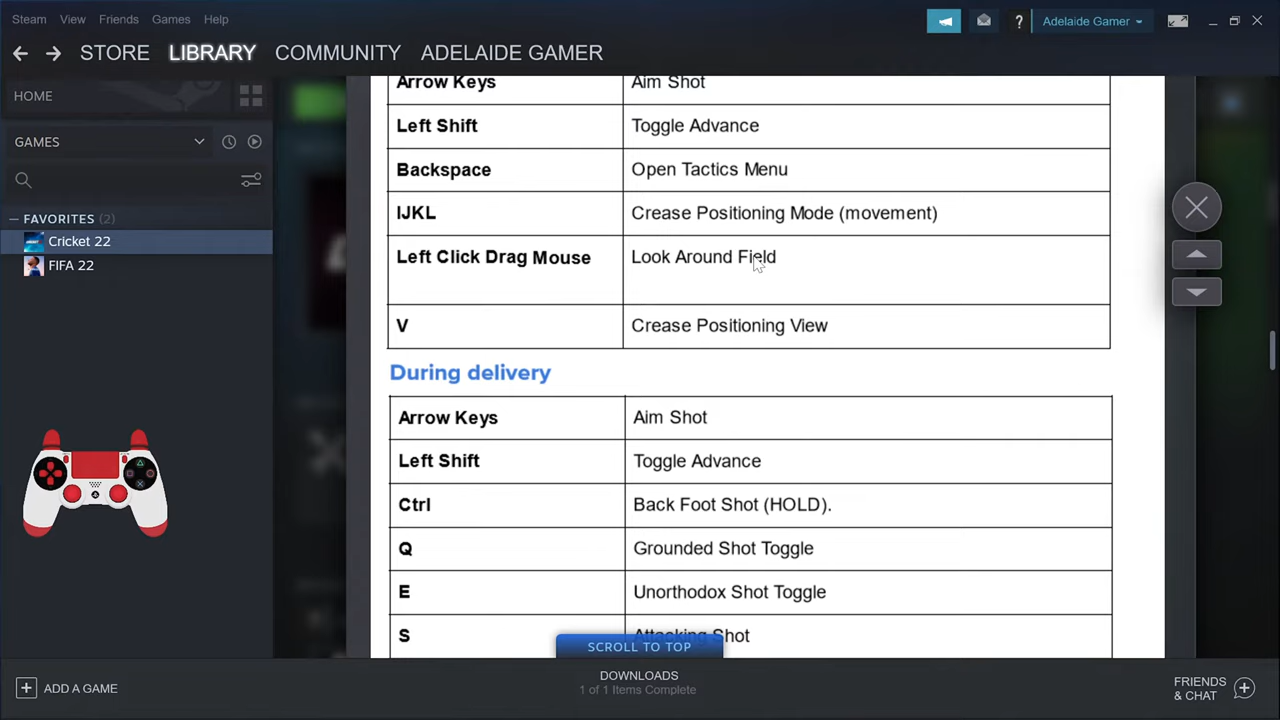 Steam View Friends Games Help
? Adelaide Gamer
STORE LIBRARY COMMUNITY ADELAIDE GAMER
HOME
GAMES
FAVORITES (2)
Cricket 22
FIFA 22
Arrow Keys Aim Shot
Left Shift Toggle Advance
Backspace Open Tactics Menu
IJKL Crease Positioning Mode (movement)
Left Click Drag Mouse Look Around Field
V Crease Positioning View
During delivery
Arrow Keys Aim Shot
Left Shift Toggle Advance
Ctrl Back Foot Shot (HOLD).
Q Grounded Shot Toggle
E Unorthodox Shot Toggle
S Attacking Shot
SCROLL TO TOP
ADD A GAME
DOWNLOADS
1 of 1 Items Complete
FRIENDS
& CHAT